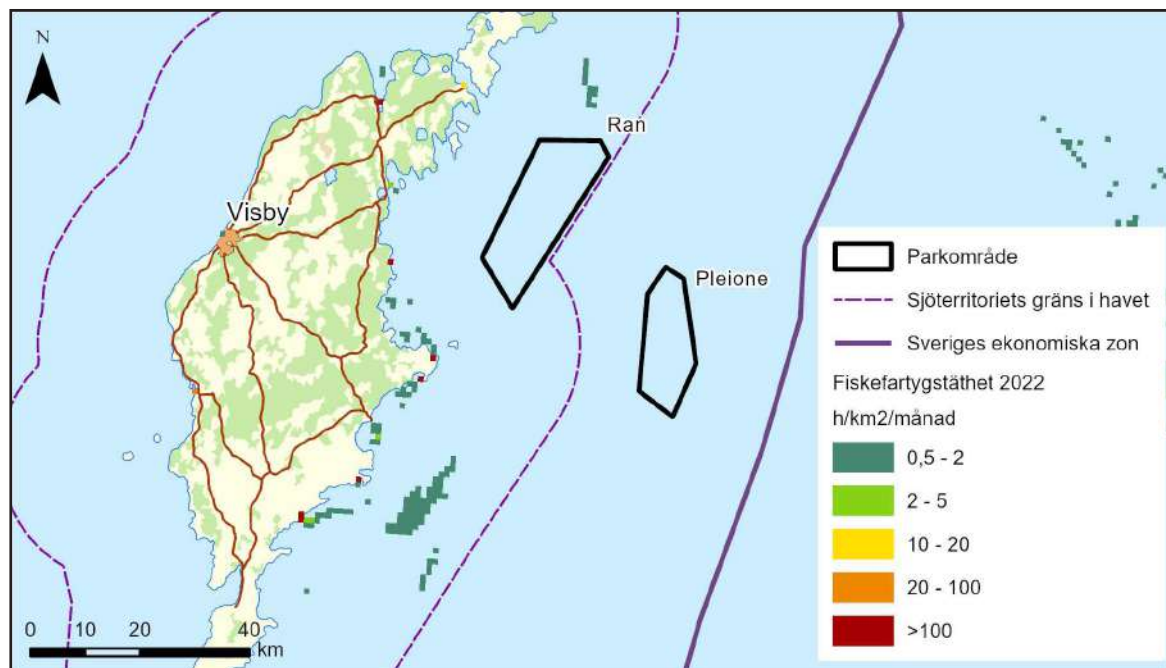 N
Ran
Visby
Pleione
Parkområde
Sjöterritoriets gräns i havet
Sveriges ekonomiska zon
Fiskefartygstäthet 2022
h/km2/månad
0,5 - 2
2 - 5
10 - 20
20 - 100
>100
0 10 20 40
km